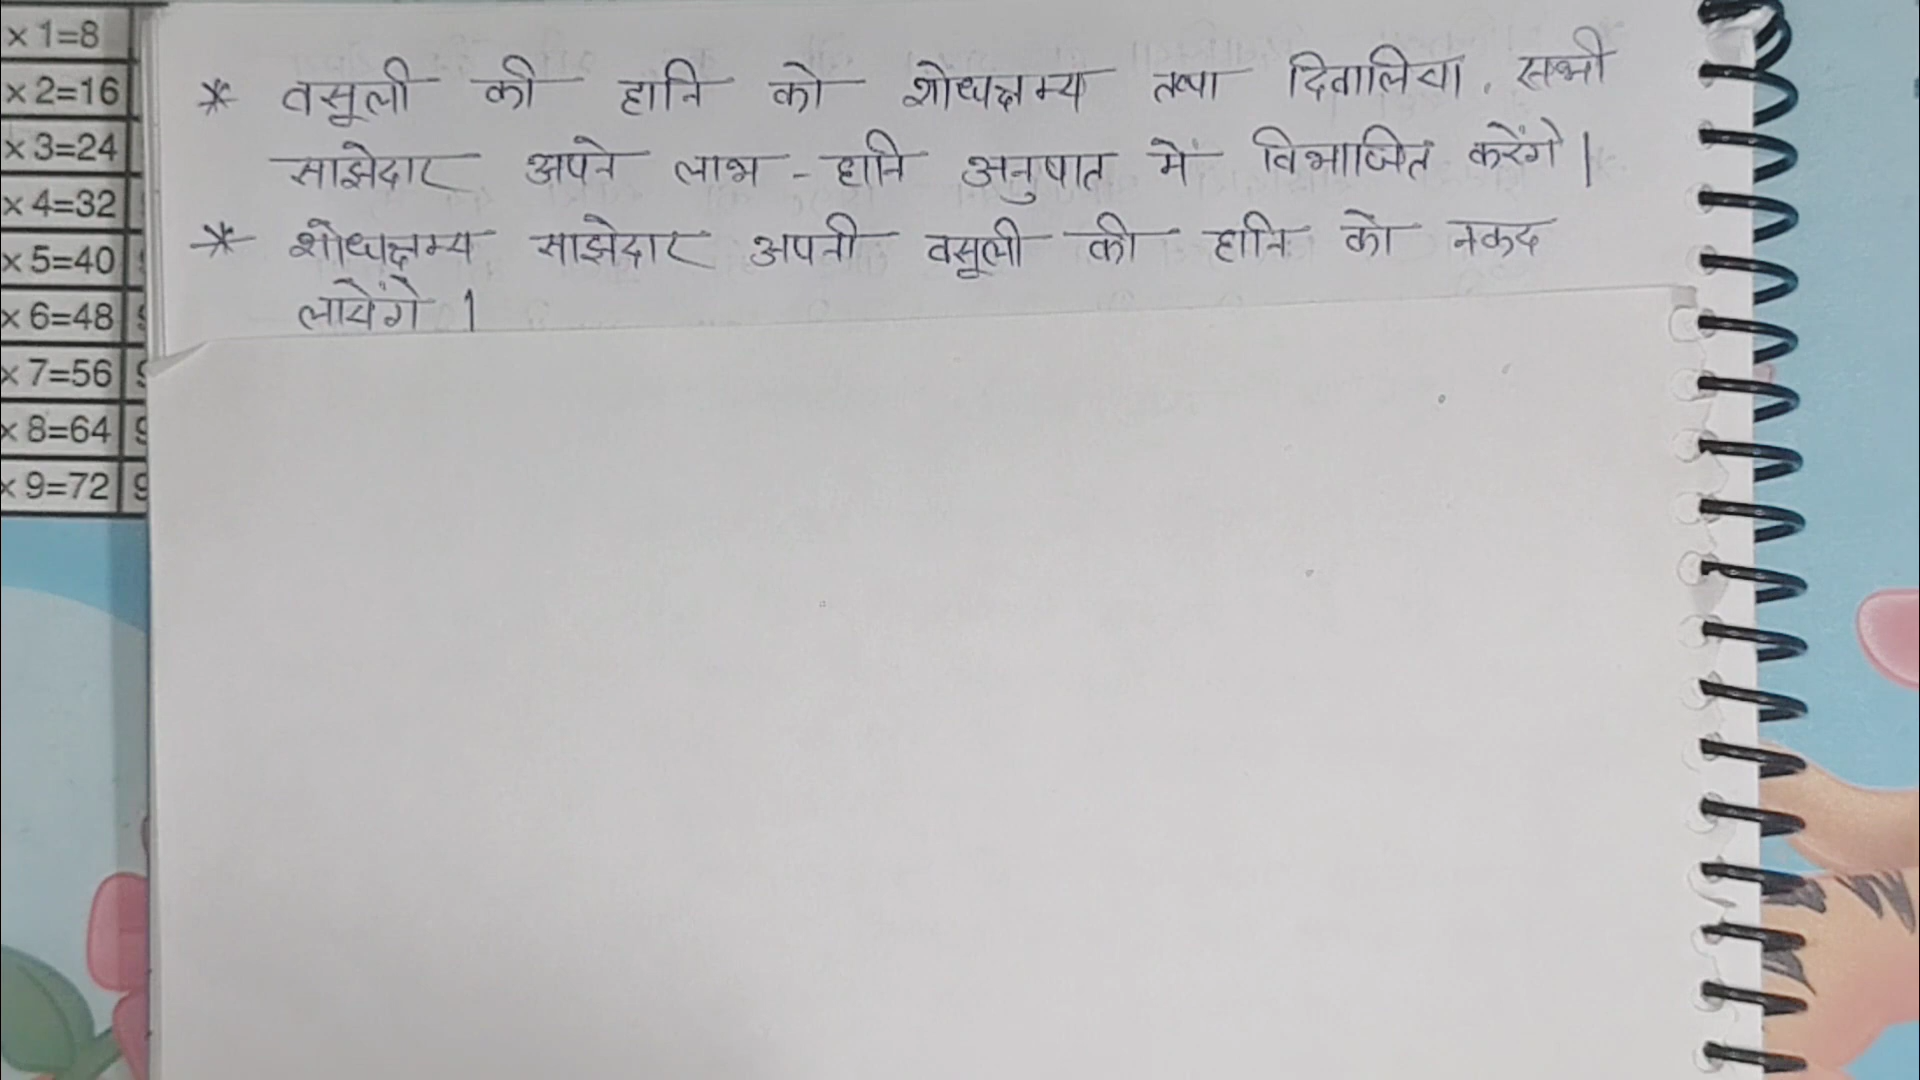 × 1=8
× 2=16
× 3=24
× 4=32
× 5=40
× 6=48
× 7=56
× 8=64
× 9=72
* वसूली की हानि को शोधक्षम्य तथा दिवालिया, सभी
साझेदार अपने लाभ - हानि अनुपात में विभाजित करेंगे |
* शोधक्षम्य साझेदार अपनी वसूली की हानि को नकद
लायेंगे |